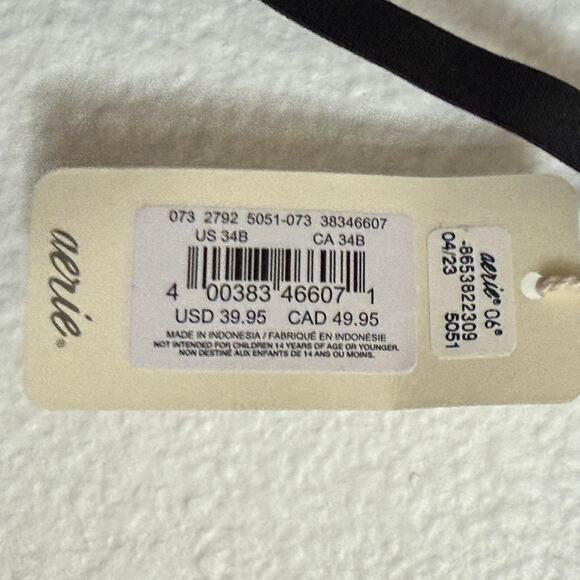 aerie®
073 2792 5051-073 38346607
US 34B CA 34B
4 00383 46607 1
USD 39.95 CAD 49.95
MADE IN INDONESIA / FABRIQUÉ EN INDONÉSIE
NOT INTENDED FOR CHILDREN 14 YEARS OF AGE OR YOUNGER.
NON DESTINÉ AUX ENFANTS DE 14 ANS OU MOINS.
aerie® 06®
-8653822309
04/23 5051